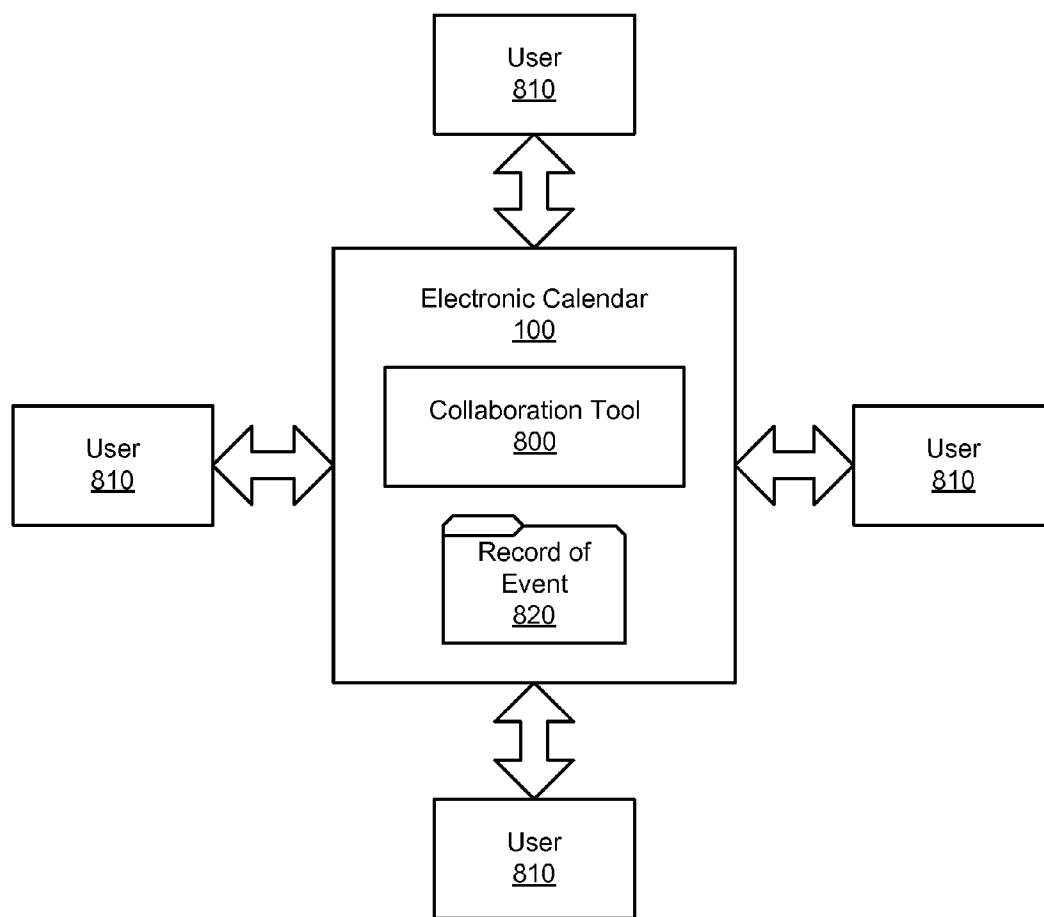 User
810
Electronic Calendar
100
Collaboration Tool
800
User
810
User
810
Record of
Event
820
User
810